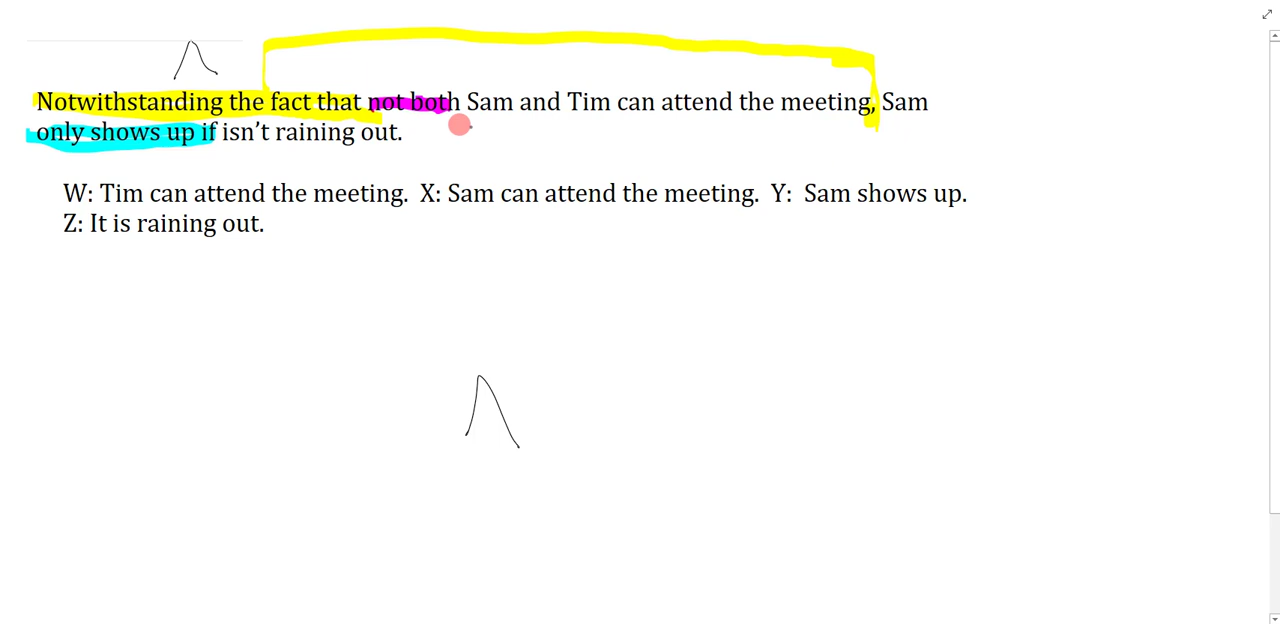 ∧
Notwithstanding the fact that not both Sam and Tim can attend the meeting, Sam
only shows up if isn’t raining out.
W: Tim can attend the meeting.  X: Sam can attend the meeting.  Y:  Sam shows up.
Z: It is raining out.
∧